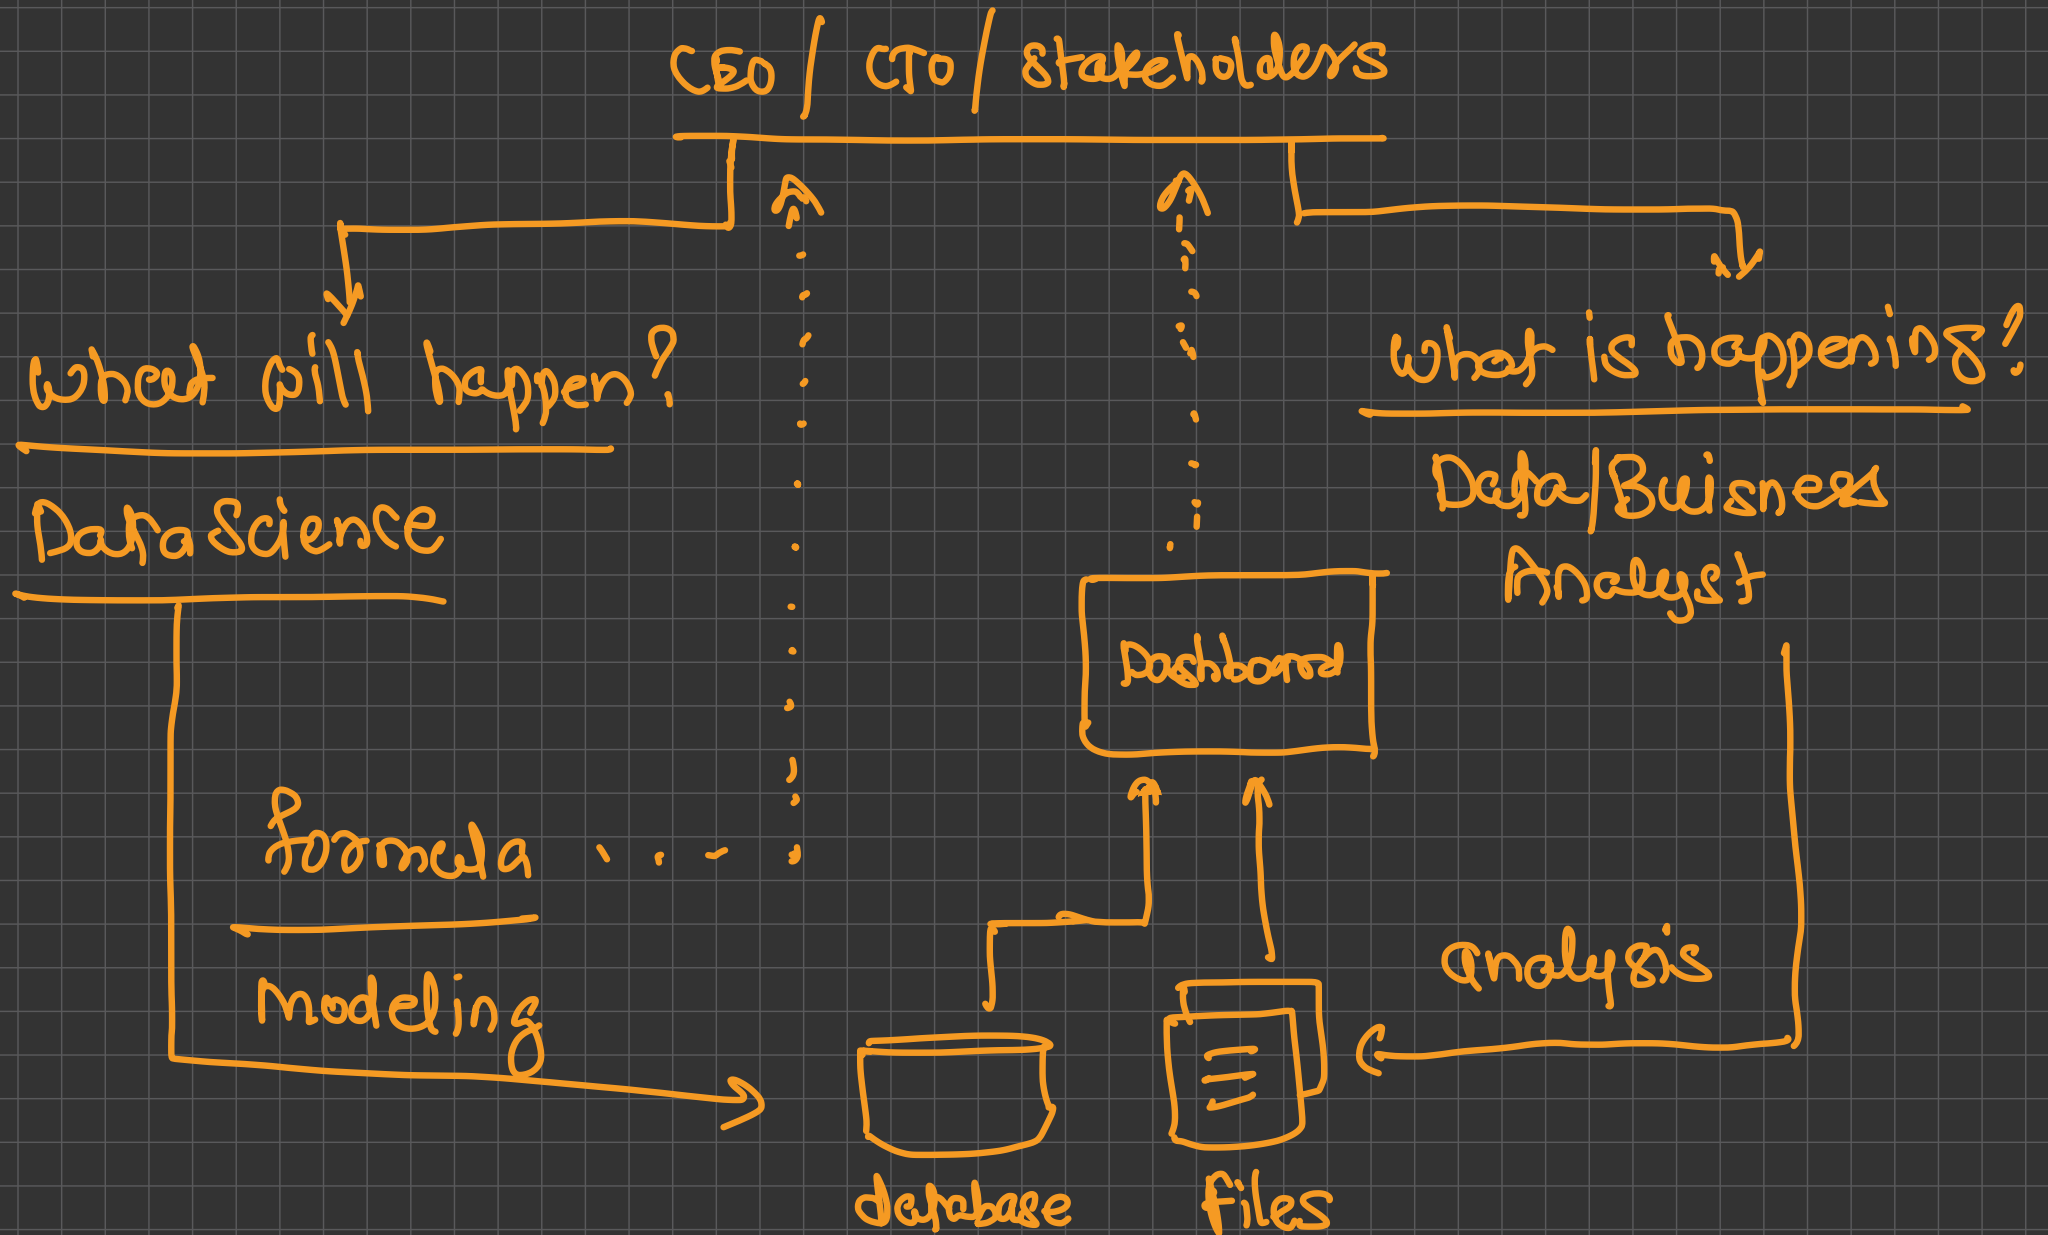 CEO / CTO / Stakeholders
What will happen?
What is happening?
Data Science
Data/Buisness
Analyst
Dashboard
formula
modeling
analysis
database
files